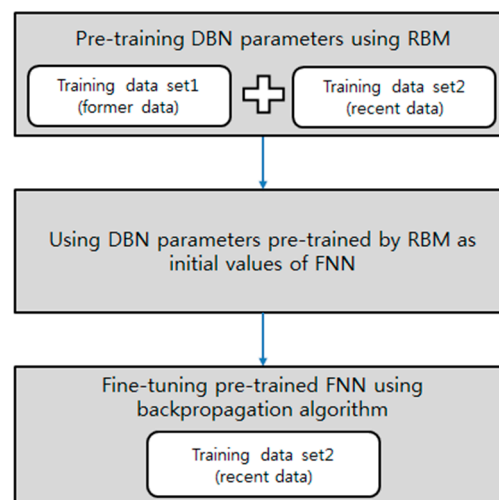 Pre-training DBN parameters using RBM
Training data set1
(former data)
Training data set2
(recent data)
Using DBN parameters pre-trained by RBM as
initial values of FNN
Fine-tuning pre-trained FNN using
backpropagation algorithm
Training data set2
(recent data)